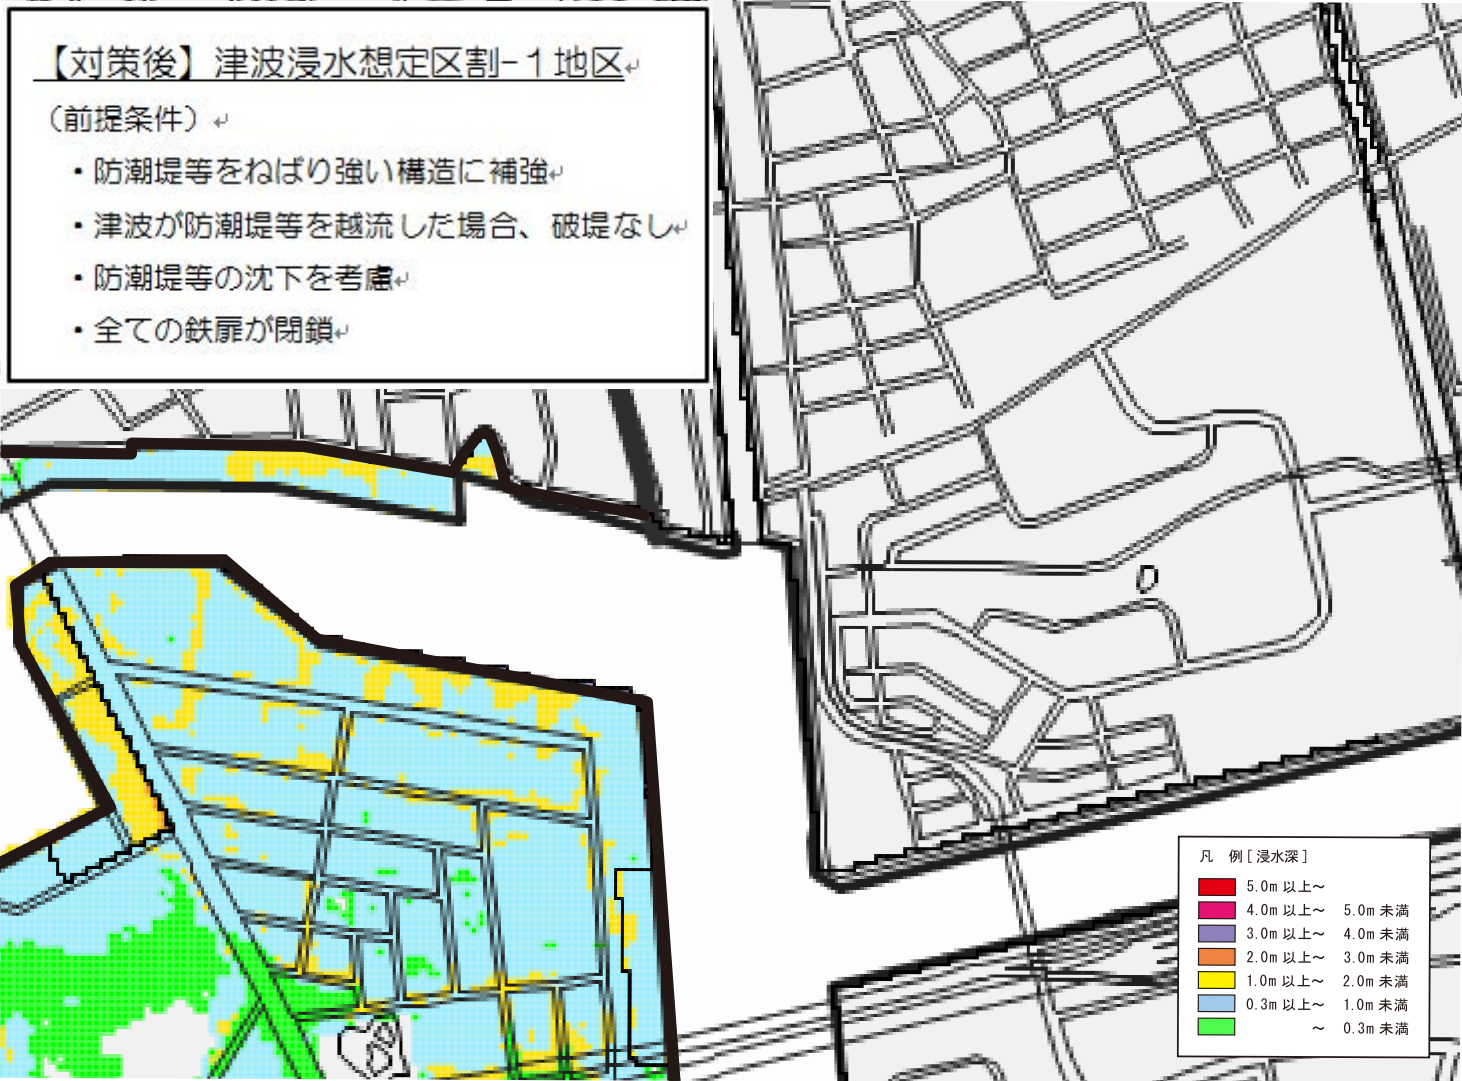 【対策後】津波浸水想定区割-1地区↵
（前提条件）↵
・防潮堤等をねばり強い構造に補強↵
・津波が防潮堤等を越流した場合、破堤なし↵
・防潮堤等の沈下を考慮↵
・全ての鉄扉が閉鎖↵
凡 例[浸水深]
5.0m 以上～
4.0m 以上～ 5.0m 未満
3.0m 以上～ 4.0m 未満
2.0m 以上～ 3.0m 未満
1.0m 以上～ 2.0m 未満
0.3m 以上～ 1.0m 未満
～ 0.3m 未満